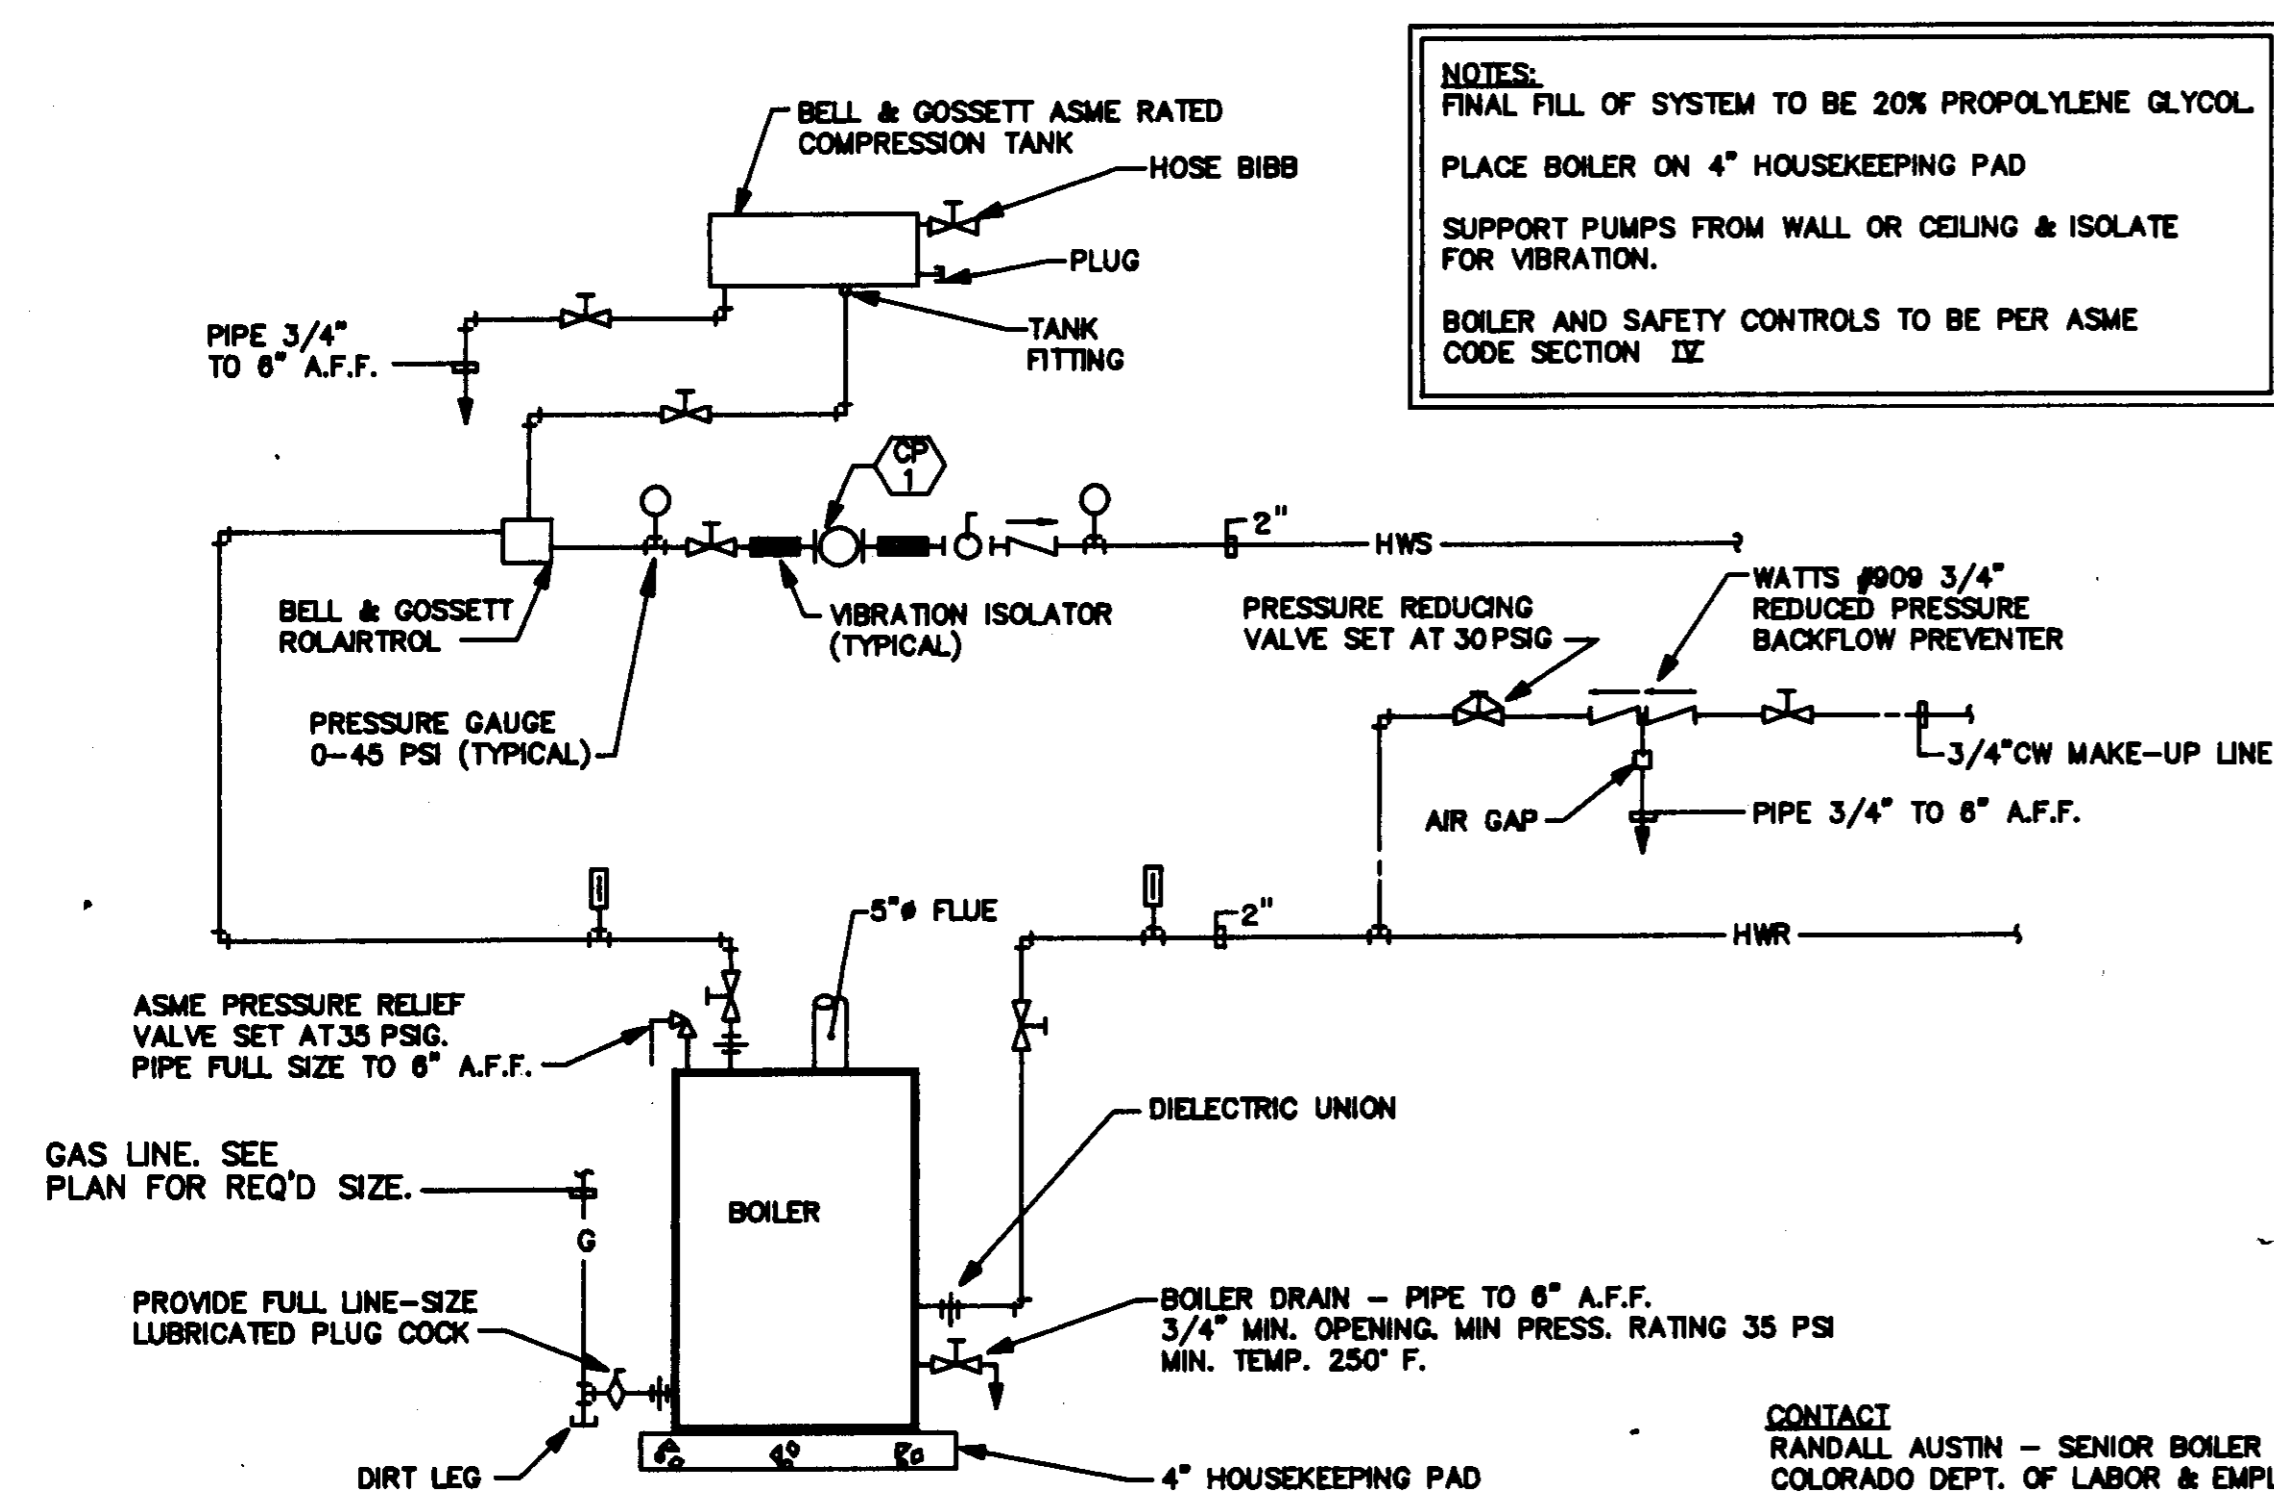 NOTES:
FINAL FILL OF SYSTEM TO BE 20% PROPOLYLENE GLYCOL.
PLACE BOILER ON 4" HOUSEKEEPING PAD
SUPPORT PUMPS FROM WALL OR CEILING & ISOLATE
FOR VIBRATION.
BOILER AND SAFETY CONTROLS TO BE PER ASME
CODE SECTION IV
BELL & GOSSETT ASME RATED
COMPRESSION TANK
HOSE BIBB
PLUG
TANK
FITTING
PIPE 3/4"
TO 6" A.F.F.
CP
1
2"
HWS
BELL & GOSSETT
ROLAIRTROL
VIBRATION ISOLATOR
(TYPICAL)
PRESSURE GAUGE
0-45 PSI (TYPICAL)
PRESSURE REDUCING
VALVE SET AT 30 PSIG
WATTS #909 3/4"
REDUCED PRESSURE
BACKFLOW PREVENTER
3/4"CW MAKE-UP LINE
AIR GAP
PIPE 3/4" TO 6" A.F.F.
5"ø FLUE
2"
HWR
ASME PRESSURE RELIEF
VALVE SET AT 35 PSIG.
PIPE FULL SIZE TO 6" A.F.F.
GAS LINE. SEE
PLAN FOR REQ'D SIZE.
G
BOILER
DIELECTRIC UNION
PROVIDE FULL LINE-SIZE
LUBRICATED PLUG COCK
BOILER DRAIN - PIPE TO 6" A.F.F.
3/4" MIN. OPENING. MIN PRESS. RATING 35 PSI
MIN. TEMP. 250° F.
DIRT LEG
4" HOUSEKEEPING PAD
CONTACT
RANDALL AUSTIN - SENIOR BOILER
COLORADO DEPT. OF LABOR & EMPL